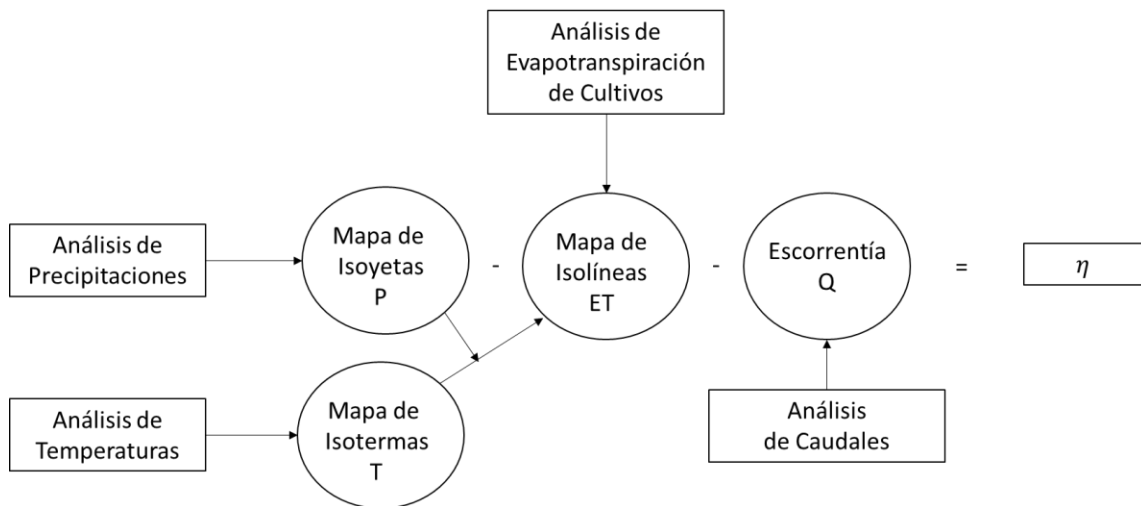 Análisis de
Evapotranspiración
de Cultivos
Análisis de
Precipitaciones
Mapa de
Isoyetas
P
-
Mapa de
Isolíneas
ET
-
Escorrentía
Q
=
η
Análisis de
Temperaturas
Mapa de
Isotermas
T
Análisis
de Caudales